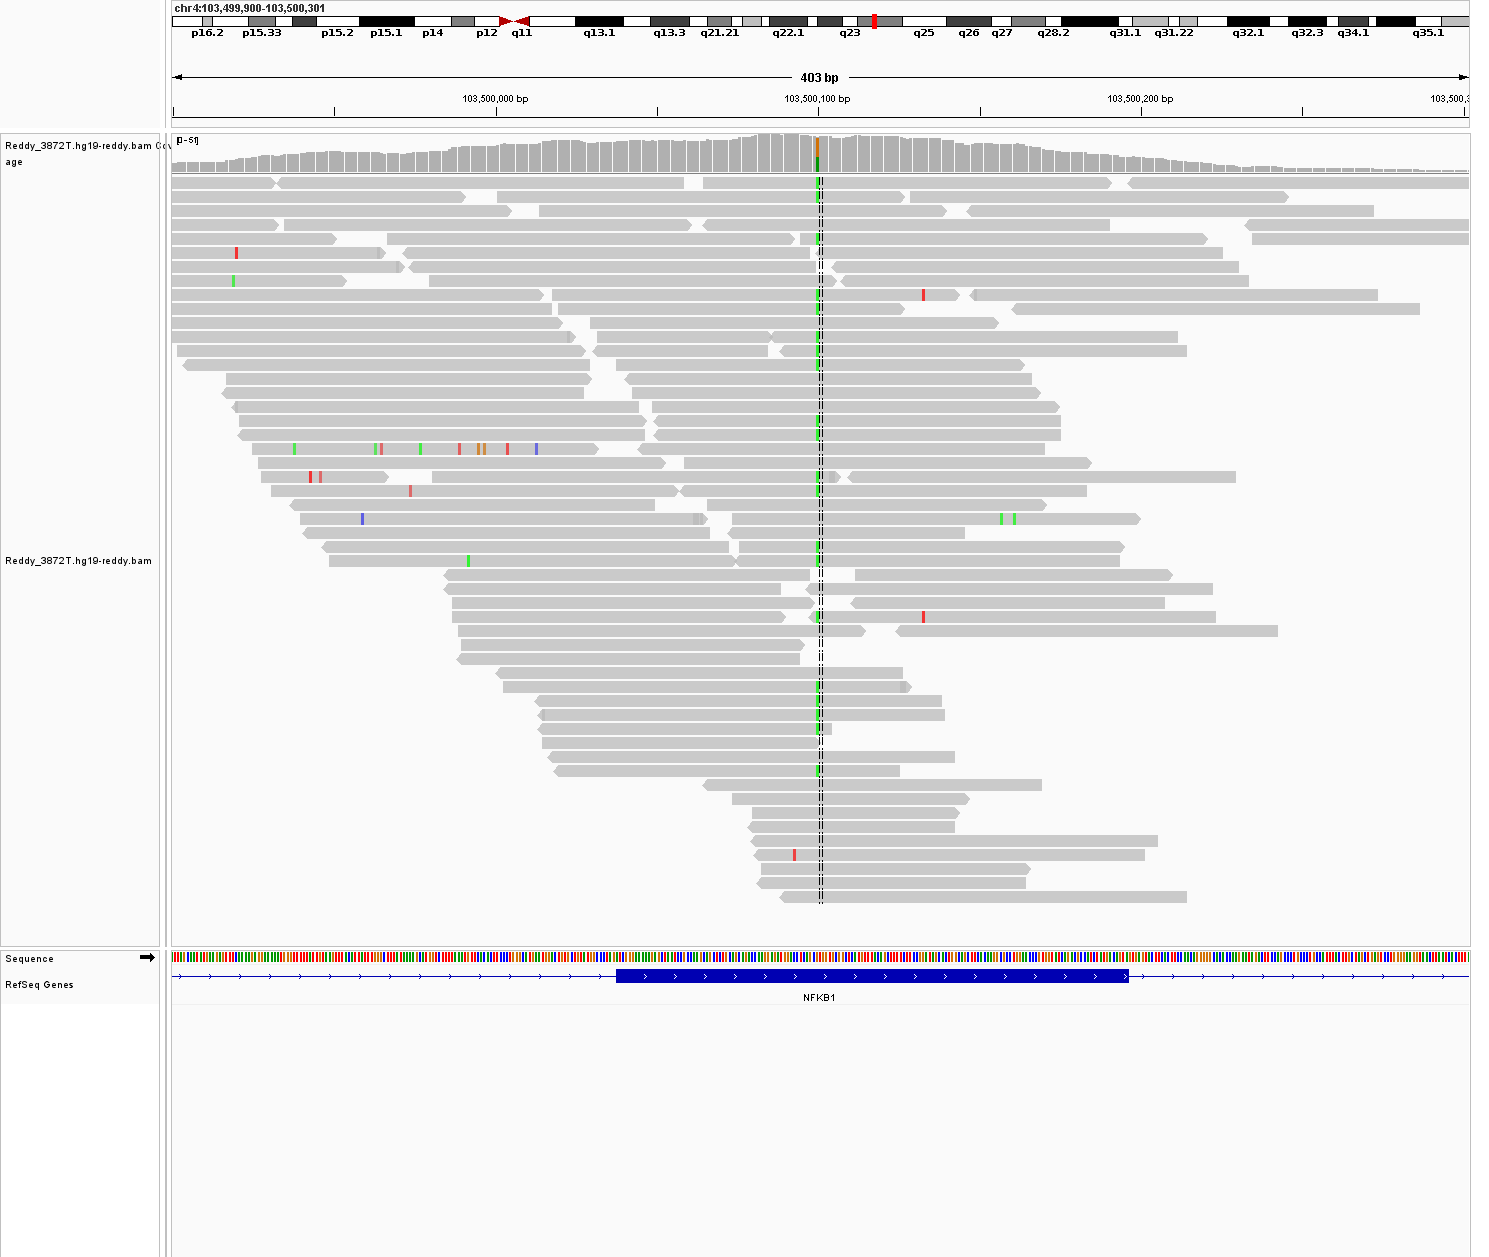 chr4:103,499,900-103,500,301
p16.2 p15.33 p15.2 p15.1 p14 p12 q11 q13.1 q13.3 q21.21 q22.1 q23 q25 q26 q27 q28.2 q31.1 q31.22 q32.1 q32.3 q34.1 q35.1
403 bp
103,500,000 bp 103,500,100 bp 103,500,200 bp 103,500,3
Reddy_3872T.hg19-reddy.bam Cov
age
[0-51]
Reddy_3872T.hg19-reddy.bam
Sequence
RefSeq Genes
NFKB1